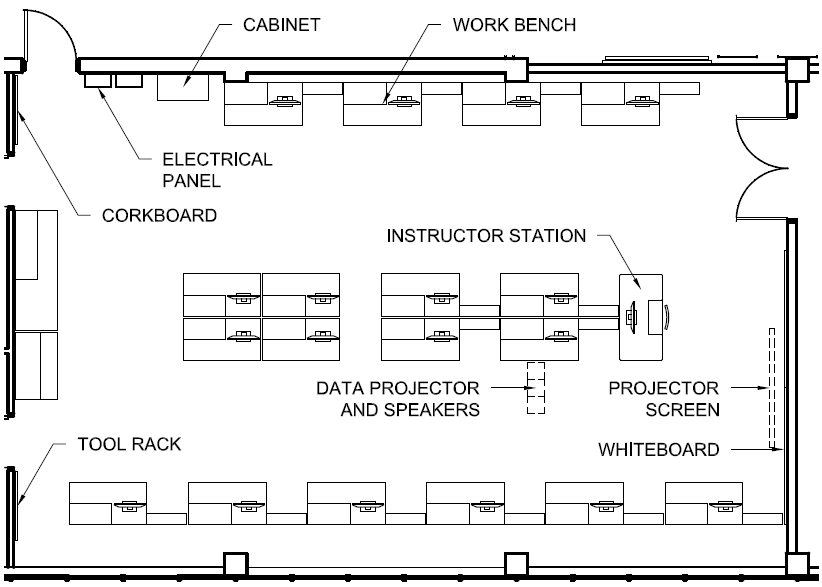 CABINET
WORK BENCH
ELECTRICAL
PANEL
CORKBOARD
INSTRUCTOR STATION
DATA PROJECTOR
AND SPEAKERS
PROJECTOR
SCREEN
WHITEBOARD
TOOL RACK